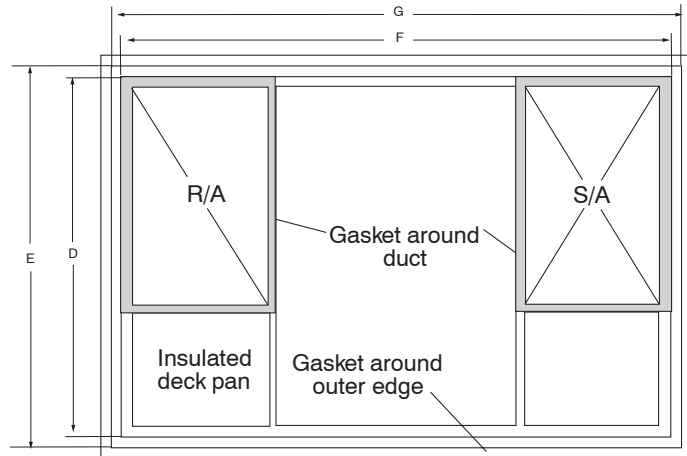 G
F
R/A
S/A
E
D
Gasket around
duct
Insulated
deck pan
Gasket around
outer edge